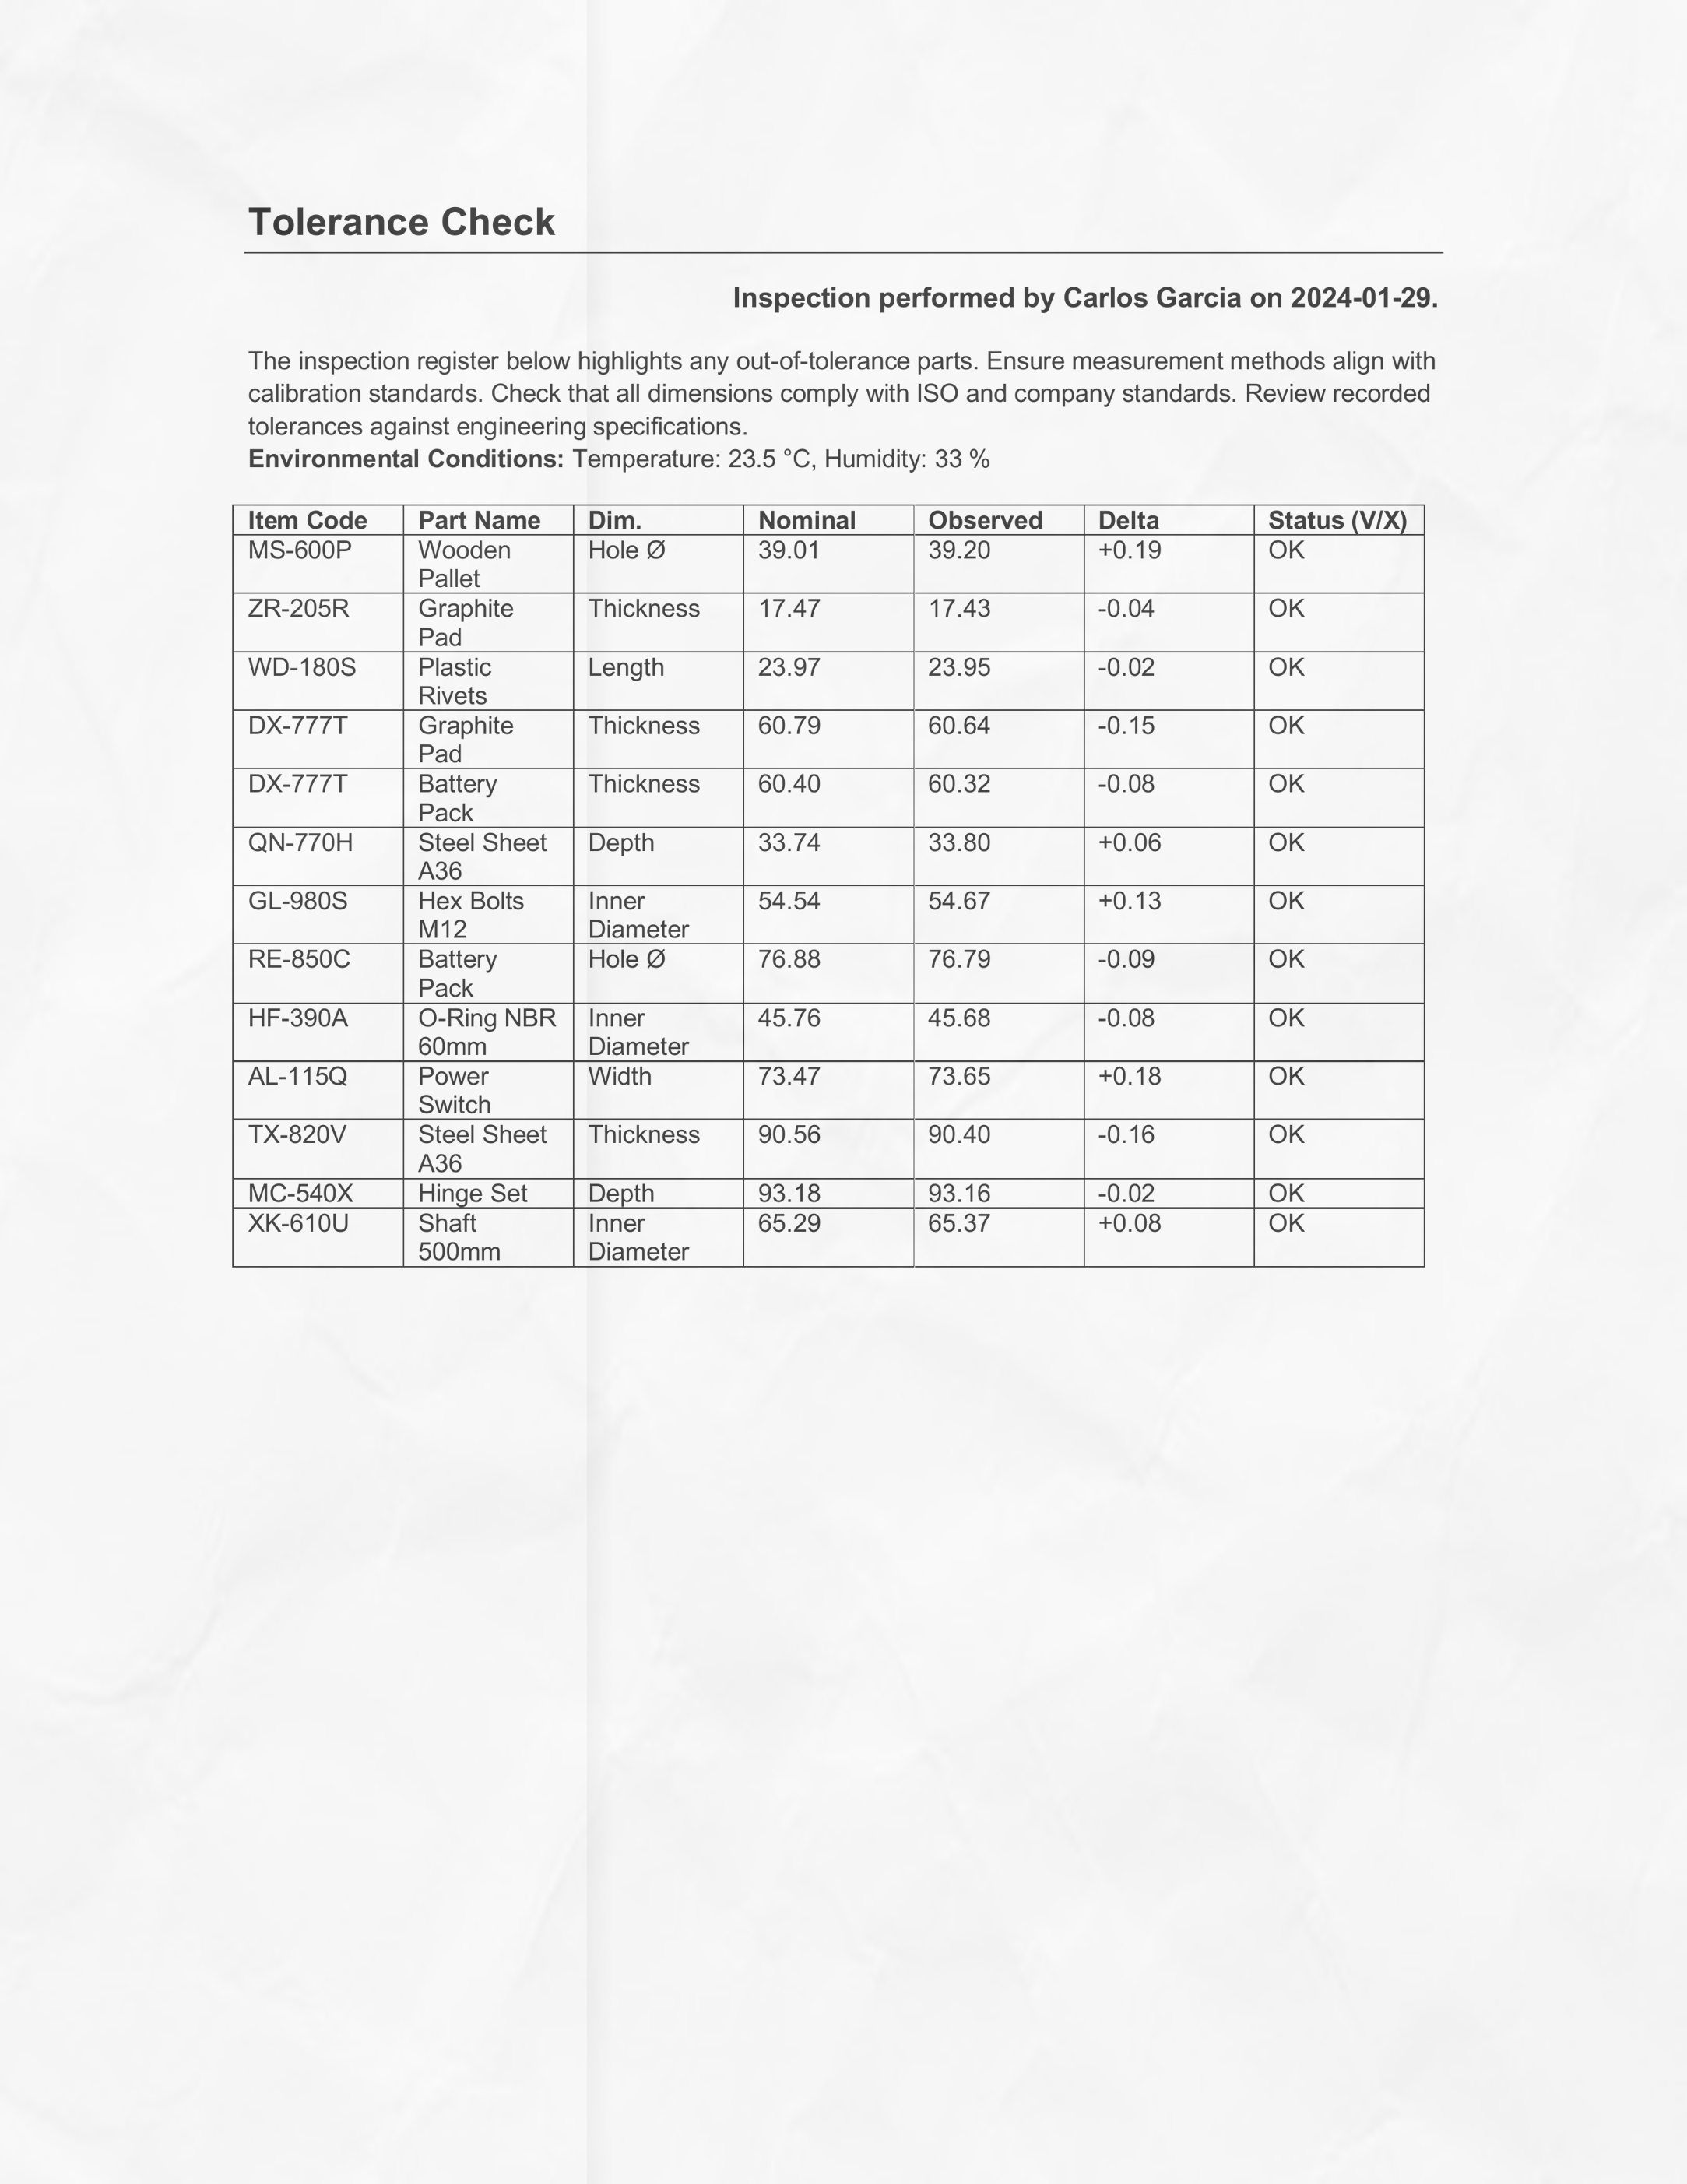 Tolerance Check
Inspection performed by Carlos Garcia on 2024-01-29.
The inspection register below highlights any out-of-tolerance parts. Ensure measurement methods align with
calibration standards. Check that all dimensions comply with ISO and company standards. Review recorded
tolerances against engineering specifications.
Environmental Conditions: Temperature: 23.5 °C, Humidity: 33 %
Item Code Part Name Dim. Nominal Observed Delta Status (V/X)
MS-600P Wooden Hole Ø 39.01 39.20 +0.19 OK
Pallet
ZR-205R Graphite Thickness 17.47 17.43 -0.04 OK
Pad
WD-180S Plastic Length 23.97 23.95 -0.02 OK
Rivets
DX-777T Graphite Thickness 60.79 60.64 -0.15 OK
Pad
DX-777T Battery Thickness 60.40 60.32 -0.08 OK
Pack
QN-770H Steel Sheet Depth 33.74 33.80 +0.06 OK
A36
GL-980S Hex Bolts Inner 54.54 54.67 +0.13 OK
M12 Diameter
RE-850C Battery Hole Ø 76.88 76.79 -0.09 OK
Pack
HF-390A O-Ring NBR Inner 45.76 45.68 -0.08 OK
60mm Diameter
AL-115Q Power Width 73.47 73.65 +0.18 OK
Switch
TX-820V Steel Sheet Thickness 90.56 90.40 -0.16 OK
A36
MC-540X Hinge Set Depth 93.18 93.16 -0.02 OK
XK-610U Shaft Inner 65.29 65.37 +0.08 OK
500mm Diameter